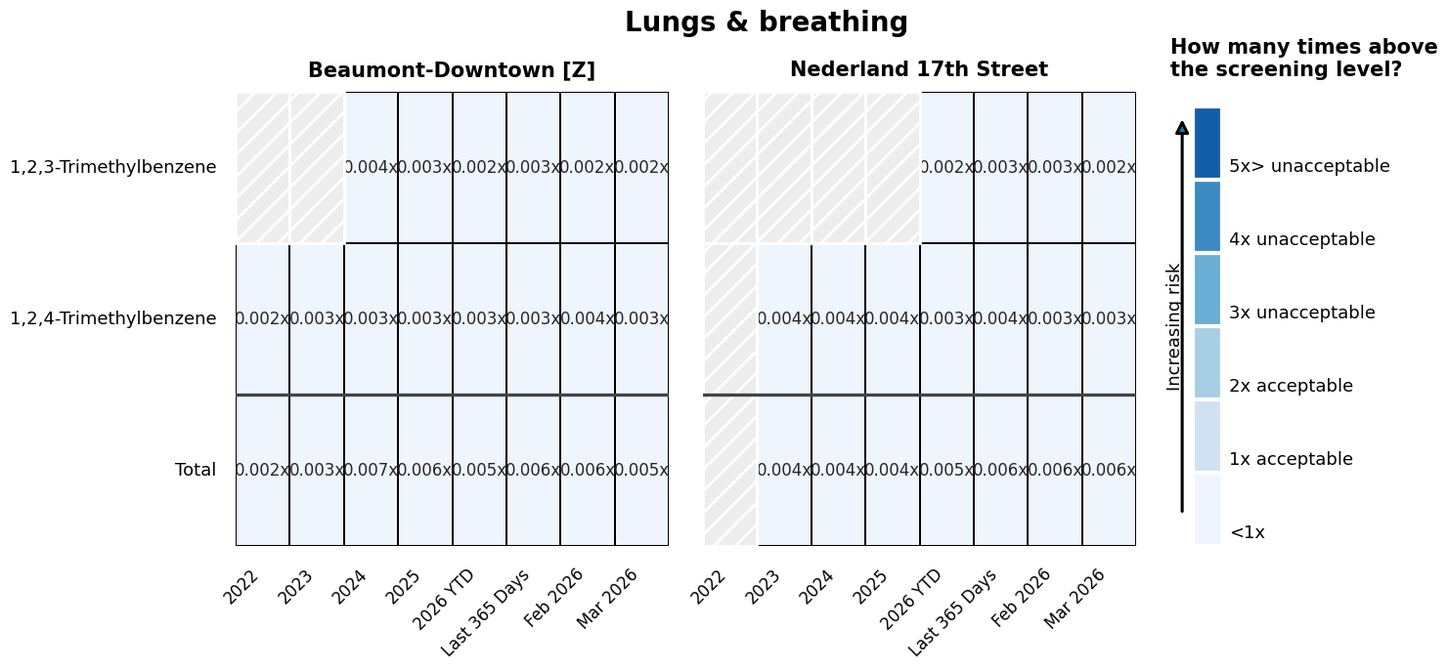 Lungs & breathing
Beaumont-Downtown [Z]
Nederland 17th Street
How many times above
the screening level?
1,2,3-Trimethylbenzene
0.004x 0.003x 0.002x 0.003x 0.002x 0.002x
0.002x 0.003x 0.003x 0.002x
1,2,4-Trimethylbenzene
0.002x 0.003x 0.003x 0.003x 0.003x 0.003x 0.004x 0.003x
0.004x 0.004x 0.004x 0.003x 0.004x 0.003x 0.003x
Total
0.002x 0.003x 0.007x 0.006x 0.005x 0.006x 0.006x 0.005x
0.004x 0.004x 0.004x 0.005x 0.006x 0.006x 0.006x
2022 2023 2024 2025 2026 YTD Last 365 Days Feb 2026 Mar 2026
2022 2023 2024 2025 2026 YTD Last 365 Days Feb 2026 Mar 2026
Increasing risk
5x> unacceptable
4x unacceptable
3x unacceptable
2x acceptable
1x acceptable
<1x